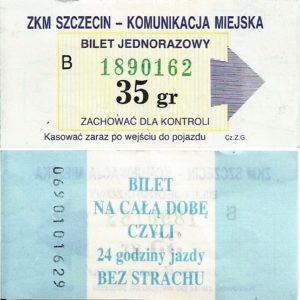 ZKM SZCZECIN - KOMUNIKACJA MIEJSKA
BILET JEDNORAZOWY
B
1890162
35 gr
ZACHOWAĆ DLA KONTROLI
Kasować zaraz po wejściu do pojazdu
Cz.Z.G.
0690101629
BILET
NA CAŁĄ DOBĘ
CZYLI
24 godziny jazdy
BEZ STRACHU